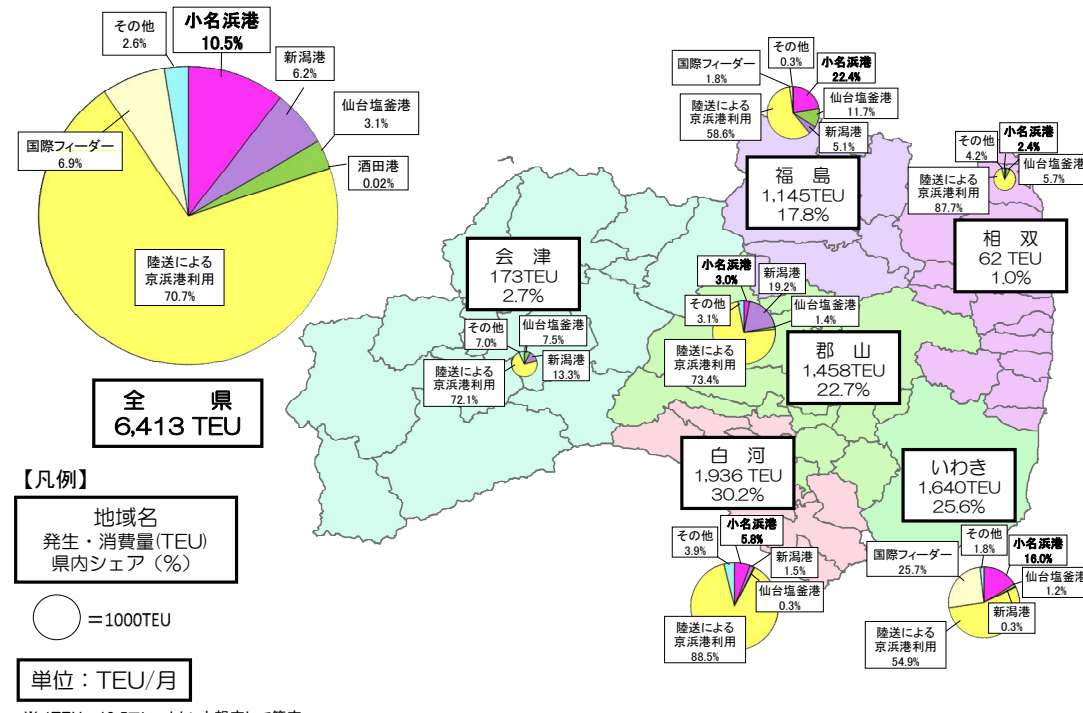 その他
2.6%
小名浜港
10.5%
新潟港
6.2%
仙台塩釜港
3.1%
酒田港
0.02%
国際フィーダー
6.9%
陸送による
京浜港利用
70.7%
全 県
6,413 TEU
【凡例】
地域名
発生・消費量(TEU)
県内シェア（%）
＝1000TEU
単位：TEU/月
その他
0.3%
国際フィーダー
1.8%
小名浜港
22.4%
仙台塩釜港
11.7%
陸送による
京浜港利用
58.6%
新潟港
5.1%
福 島
1,145TEU
17.8%
その他
4.2%
小名浜港
2.4%
仙台塩釜港
5.7%
陸送による
京浜港利用
87.7%
相 双
62 TEU
1.0%
会 津
173TEU
2.7%
その他
7.0%
仙台塩釜港
7.5%
新潟港
13.3%
陸送による
京浜港利用
72.1%
小名浜港
3.0%
新潟港
19.2%
その他
3.1%
仙台塩釜港
1.4%
陸送による
京浜港利用
73.4%
郡 山
1,458TEU
22.7%
白 河
1,936 TEU
30.2%
その他
3.9%
小名浜港
5.8%
新潟港
1.5%
仙台塩釜港
0.3%
陸送による
京浜港利用
88.5%
いわき
1,640TEU
25.6%
その他
1.8%
国際フィーダー
25.7%
小名浜港
16.0%
仙台塩釜港
1.2%
新潟港
0.3%
陸送による
京浜港利用
54.9%